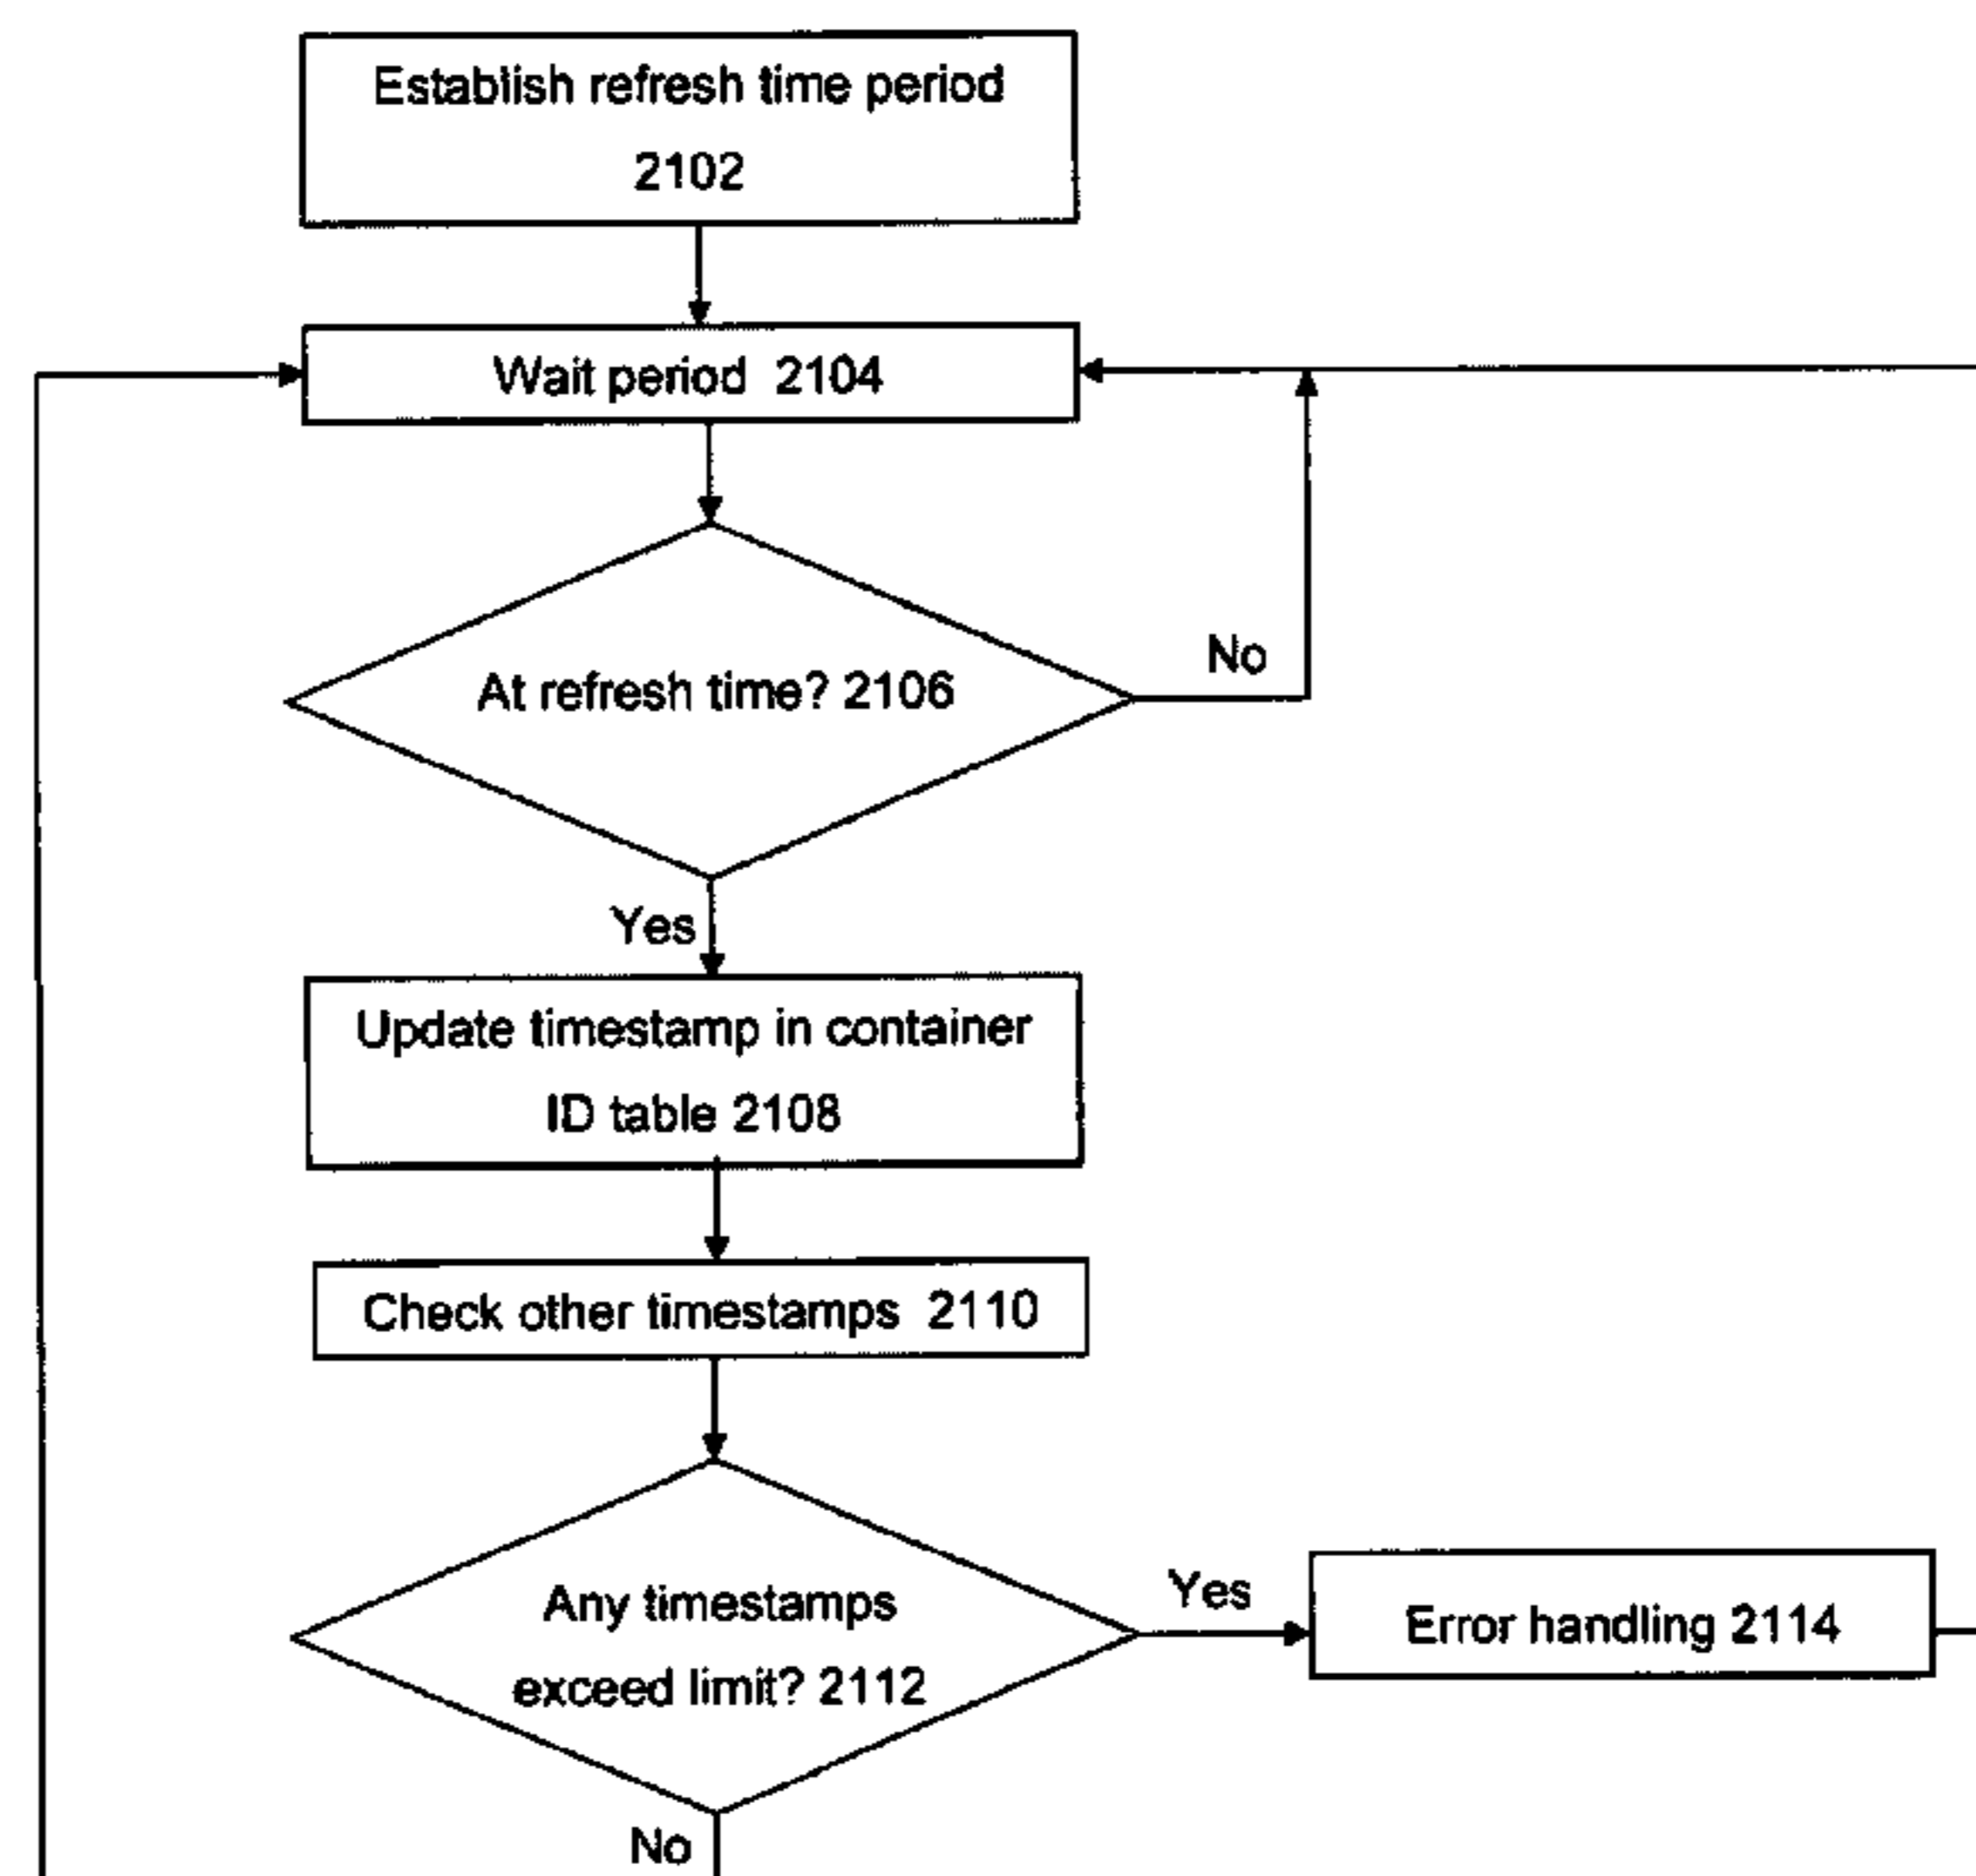 Establish refresh time period
2102
Wait period 2104
At refresh time? 2106
No
Yes
Update timestamp in container
ID table 2108
Check other timestamps 2110
Any timestamps
exceed limit? 2112
Yes
Error handling 2114
No